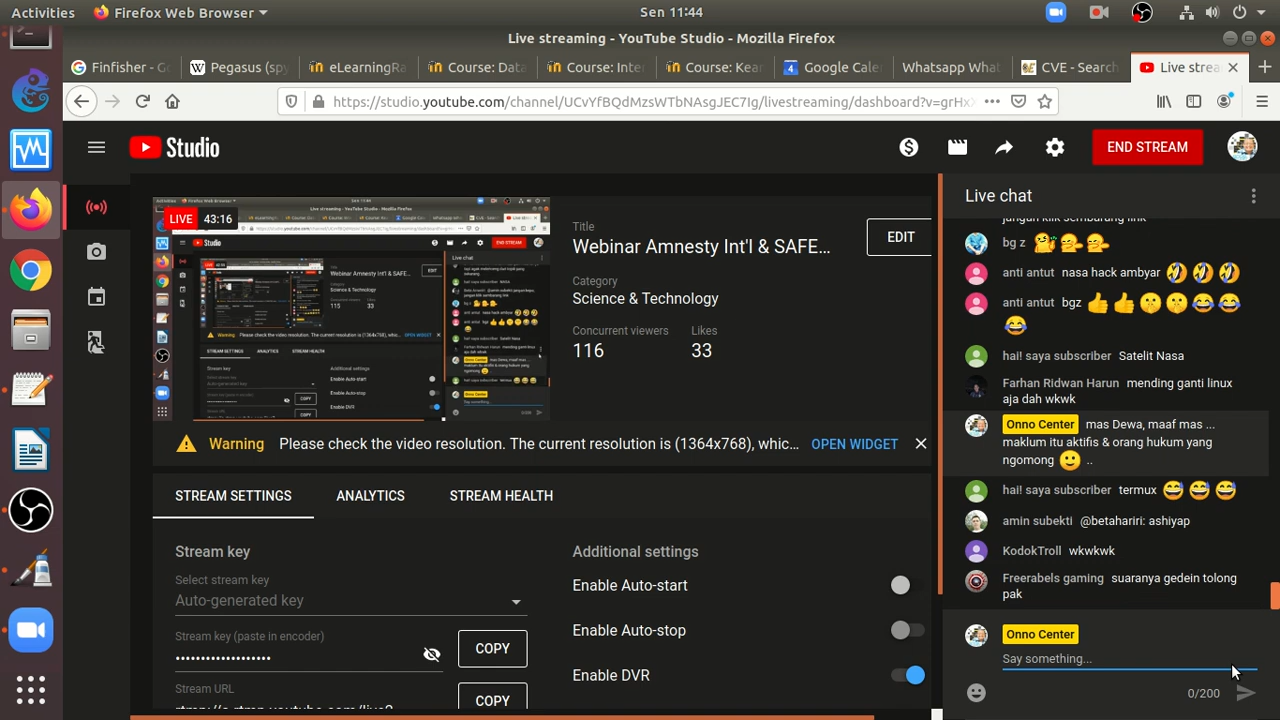 Activities
Firefox Web Browser
Sen 11:44
Live streaming - YouTube Studio - Mozilla Firefox
Finfisher - G
Pegasus (spy
eLearningRa
Course: Data
Course: Inter
Course: Kear
Google Cale
Whatsapp What
CVE - Search
Live strea
https://studio.youtube.com/channel/UCvYfBQdMzsWTbNAsgJEC7Ig/livestreaming/dashboard?v=grHx
Studio
END STREAM
LIVE 43:16
Title
Webinar Amnesty Int'l & SAFE...
EDIT
Category
Science & Technology
Concurrent viewers
Likes
116
33
Warning Please check the video resolution. The current resolution is (1364x768), whic...
OPEN WIDGET
STREAM SETTINGS
ANALYTICS
STREAM HEALTH
Stream key
Select stream key
Auto-generated key
Stream key (paste in encoder)
COPY
Stream URL
COPY
Additional settings
Enable Auto-start
Enable Auto-stop
Enable DVR
Live chat
jangan klik sembarang link
bg z 🤗🫡🫡
anti antut nasa hack ambyar 🤣🤣🤣
anti antut bgz 👍👍🤫🤫😂😂
😂
hai! saya subscriber Satelit Nasa
Farhan Ridwan Harun mending ganti linux
aja dah wkwk
Onno Center mas Dewa, maaf mas ...
maklum itu aktifis & orang hukum yang
ngomong 🙂 ..
hai! saya subscriber termux 😅😅😅
amin subekti @betahariri: ashiyap
KodokTroll wkwkwk
Freerabels gaming suaranya gedein tolong
pak
Onno Center
Say something...
0/200